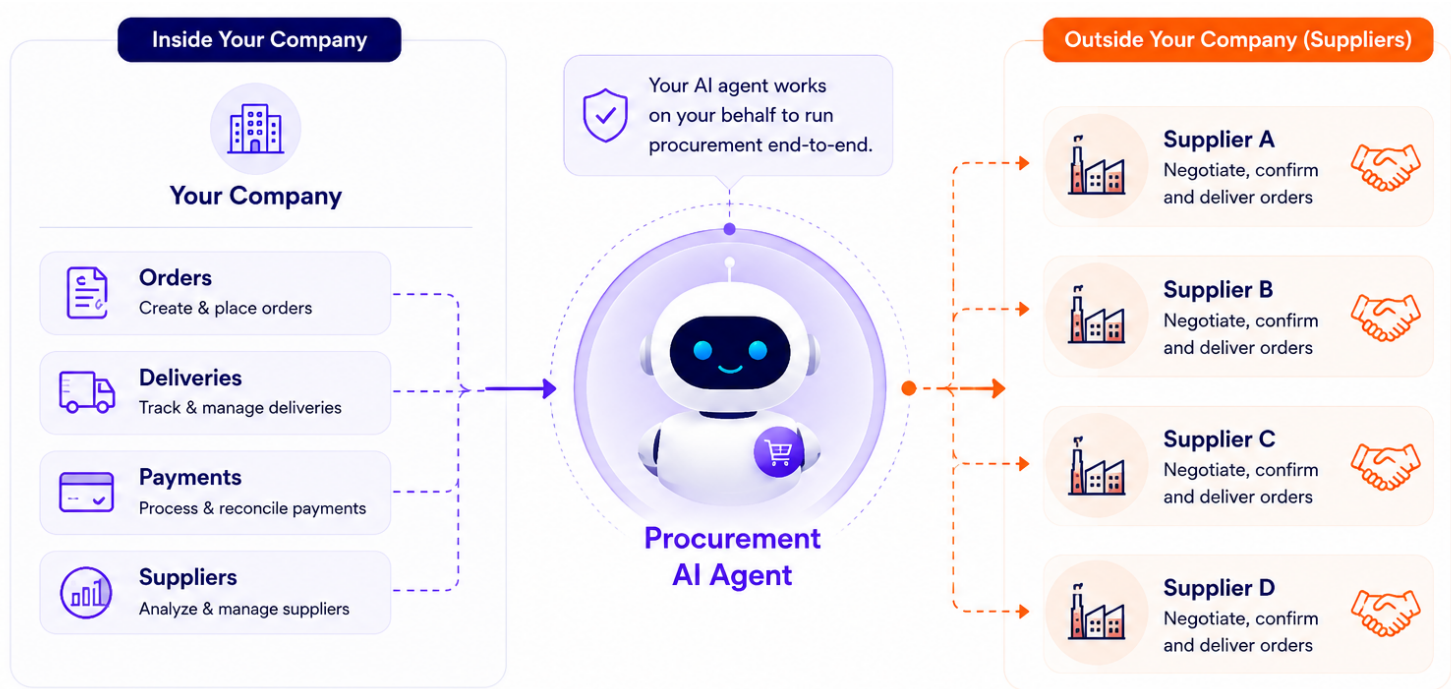 Inside Your Company
Your Company
Orders
Create & place orders
Deliveries
Track & manage deliveries
Payments
Process & reconcile payments
Suppliers
Analyze & manage suppliers
Your AI agent works
on your behalf to run
procurement end-to-end.
Procurement
AI Agent
Outside Your Company (Suppliers)
Supplier A
Negotiate, confirm
and deliver orders
Supplier B
Negotiate, confirm
and deliver orders
Supplier C
Negotiate, confirm
and deliver orders
Supplier D
Negotiate, confirm
and deliver orders